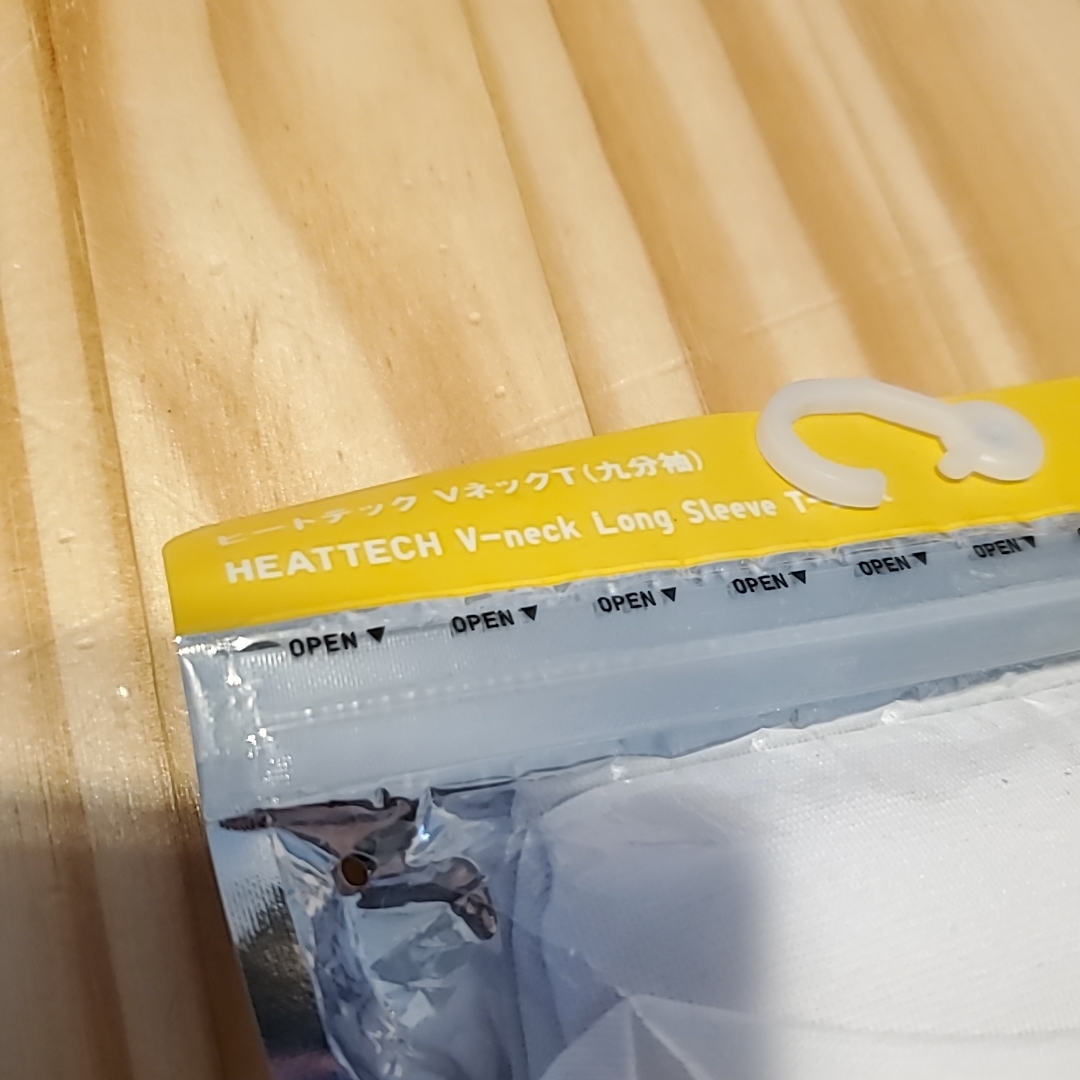 ヒートテック VネックT(九分袖)
HEATTECH V-neck Long Sleeve
OPEN▼ OPEN▼ OPEN▼ OPEN▼ OPEN▼ OPEN▼